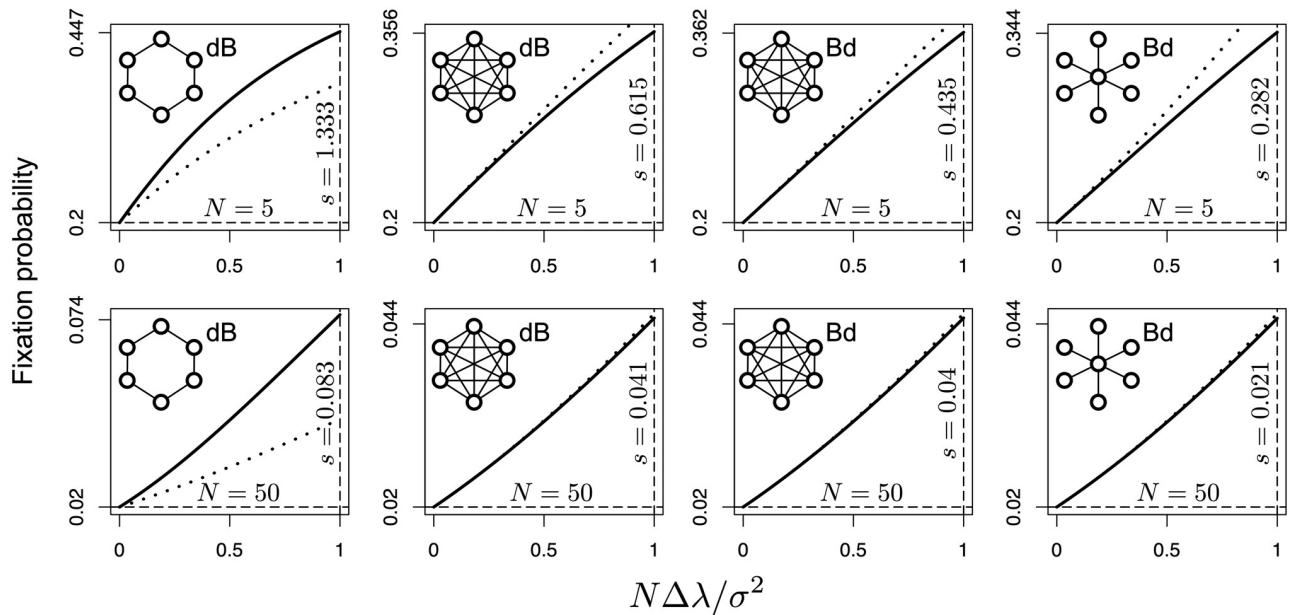 Fixation probability
0.447
0.2
dB
s = 1.333
N = 5
0
0.5
1
0.356
0.2
dB
s = 0.615
N = 5
0
0.5
1
0.362
0.2
Bd
s = 0.435
N = 5
0
0.5
1
0.344
0.2
Bd
s = 0.282
N = 5
0
0.5
1
0.074
0.02
dB
s = 0.083
N = 50
0
0.5
1
0.044
0.02
dB
s = 0.041
N = 50
0
0.5
1
0.044
0.02
Bd
s = 0.04
N = 50
0
0.5
1
0.044
0.02
Bd
s = 0.021
N = 50
0
0.5
1
NΔλ/σ²